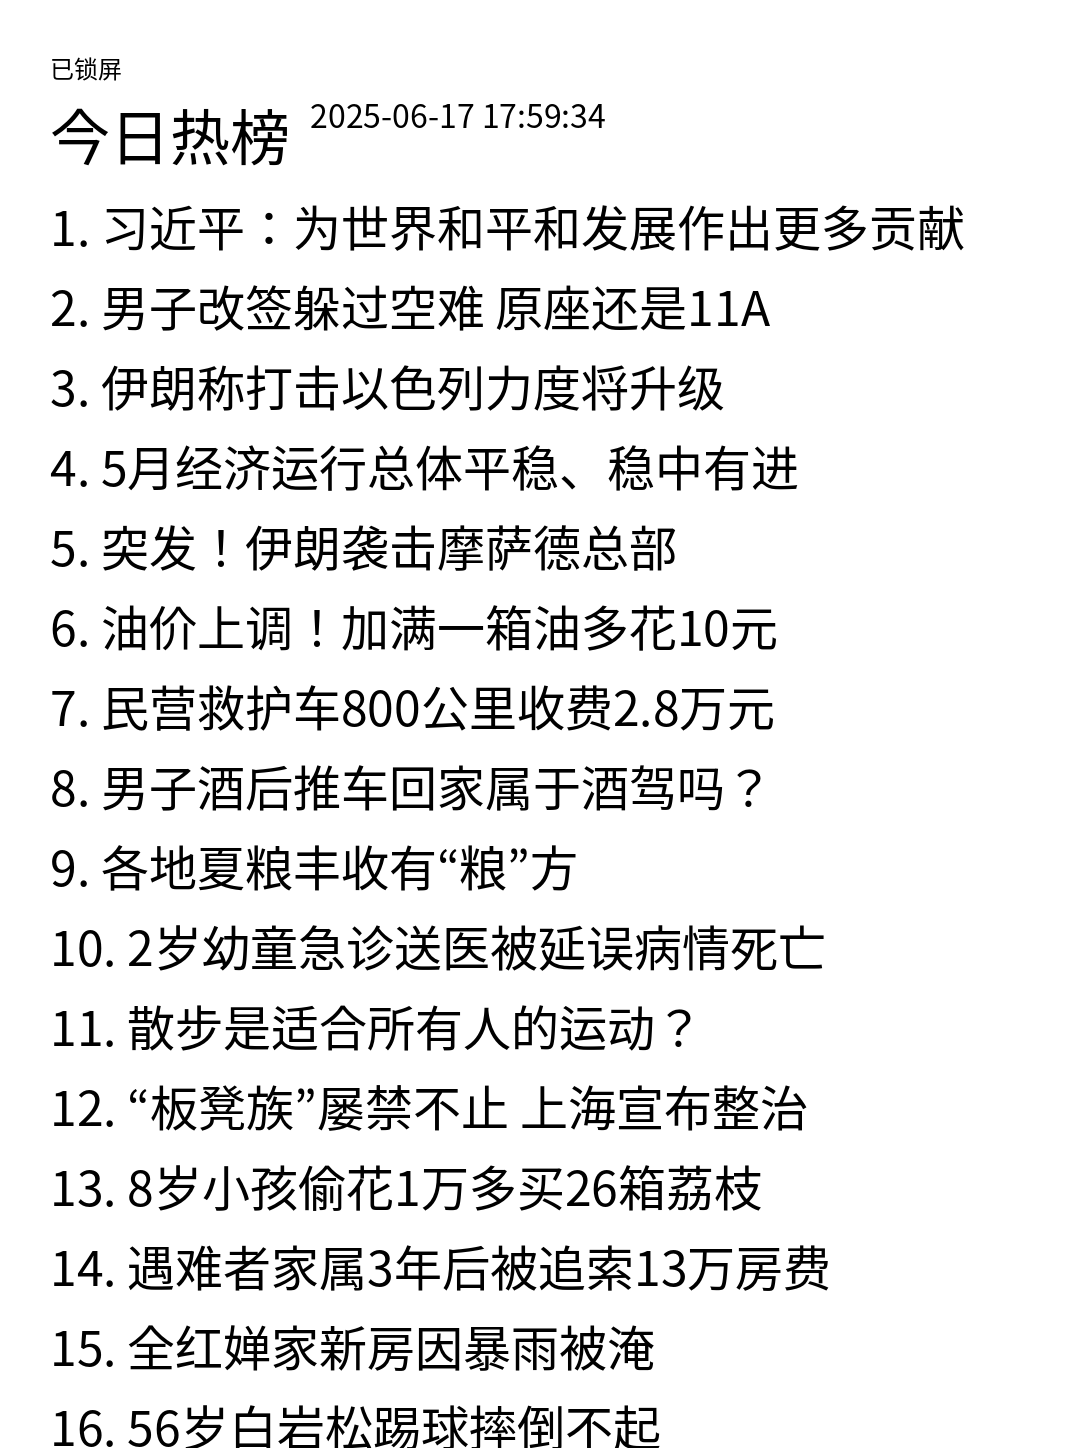 已锁屏
今日热榜 2025-06-17 17:59:34
1. 习近平：为世界和平和发展作出更多贡献
2. 男子改签躲过空难 原座还是11A
3. 伊朗称打击以色列力度将升级
4. 5月经济运行总体平稳、稳中有进
5. 突发！伊朗袭击摩萨德总部
6. 油价上调！加满一箱油多花10元
7. 民营救护车800公里收费2.8万元
8. 男子酒后推车回家属于酒驾吗？
9. 各地夏粮丰收有“粮”方
10. 2岁幼童急诊送医被延误病情死亡
11. 散步是适合所有人的运动？
12. “板凳族”屡禁不止 上海宣布整治
13. 8岁小孩偷花1万多买26箱荔枝
14. 遇难者家属3年后被追索13万房费
15. 全红婵家新房因暴雨被淹
16. 56岁白岩松踢球摔倒不起